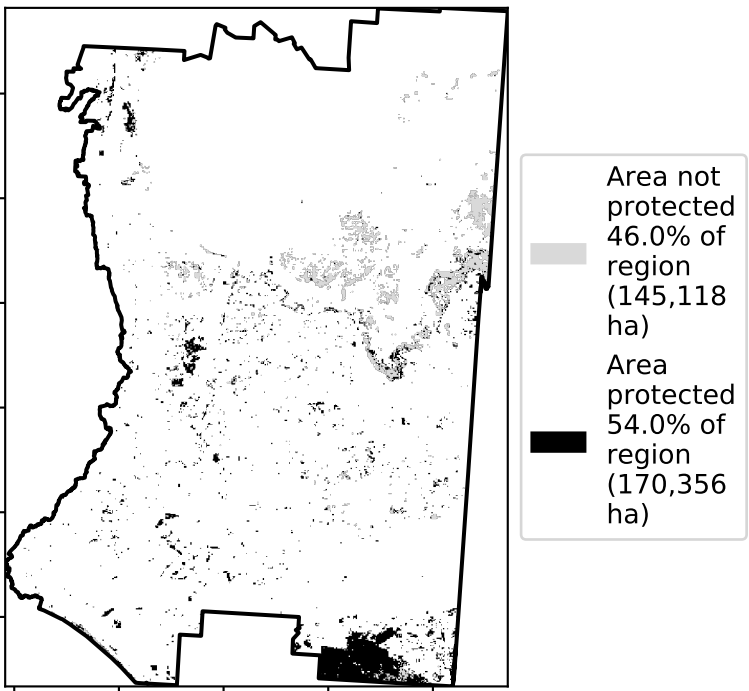 Area not
protected
46.0% of
region
(145,118
ha)
Area
protected
54.0% of
region
(170,356
ha)